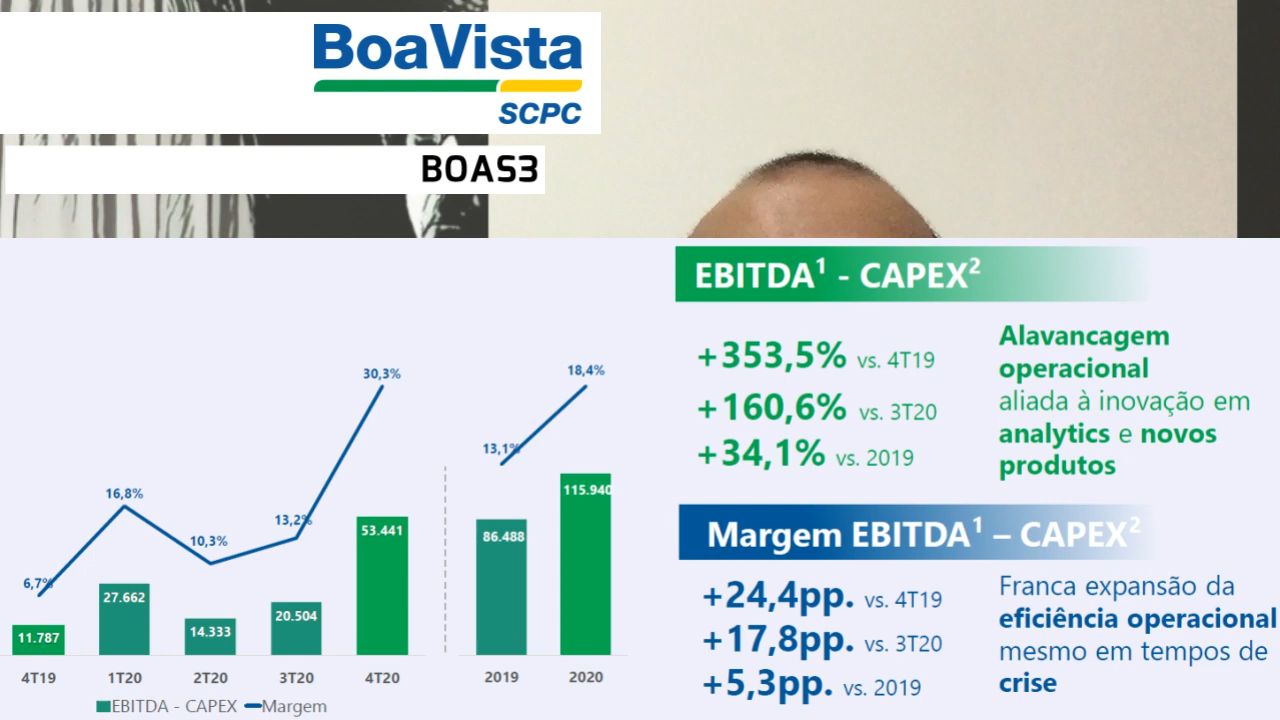 BoaVista
SCPC
BOAS3
EBITDA¹ - CAPEX²
+353,5% vs. 4T19
+160,6% vs. 3T20
+34,1% vs. 2019
Alavancagem
operacional
aliada à inovação em
analytics e novos
produtos
Margem EBITDA¹ – CAPEX²
+24,4pp. vs. 4T19
+17,8pp. vs. 3T20
+5,3pp. vs. 2019
Franca expansão da
eficiência operacional
mesmo em tempos de
crise
6,7%
16,8%
10,3%
13,2%
30,3%
13,1%
18,4%
11.787
27.662
14.333
20.504
53.441
86.488
115.940
4T19 1T20 2T20 3T20 4T20 2019 2020
EBITDA - CAPEX Margem